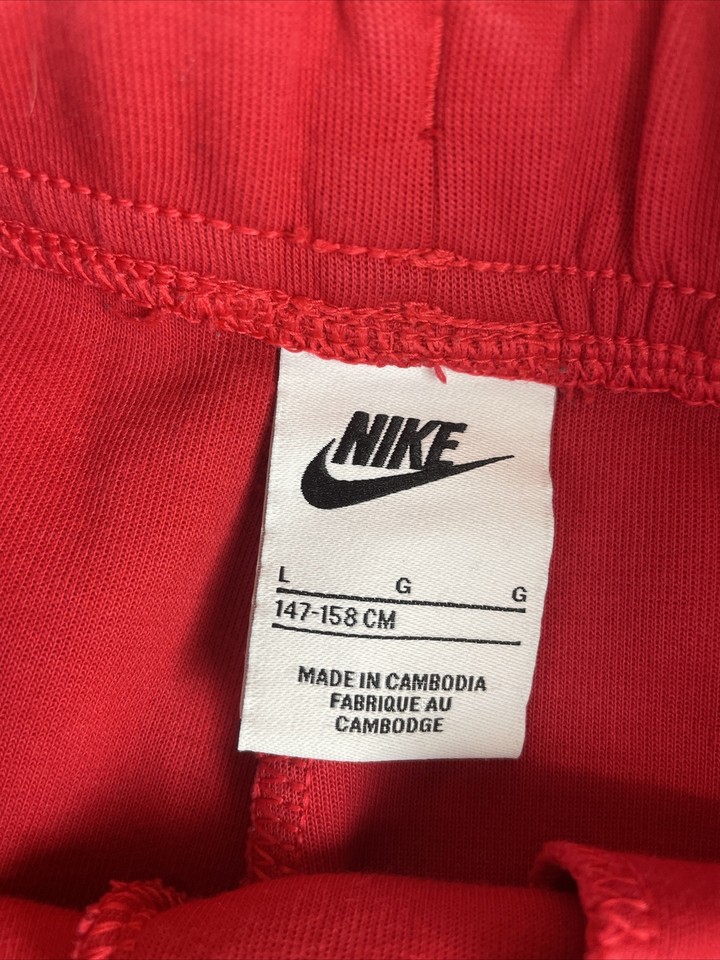 NIKE
L G G
147-158 CM
MADE IN CAMBODIA
FABRIQUE AU
CAMBODGE